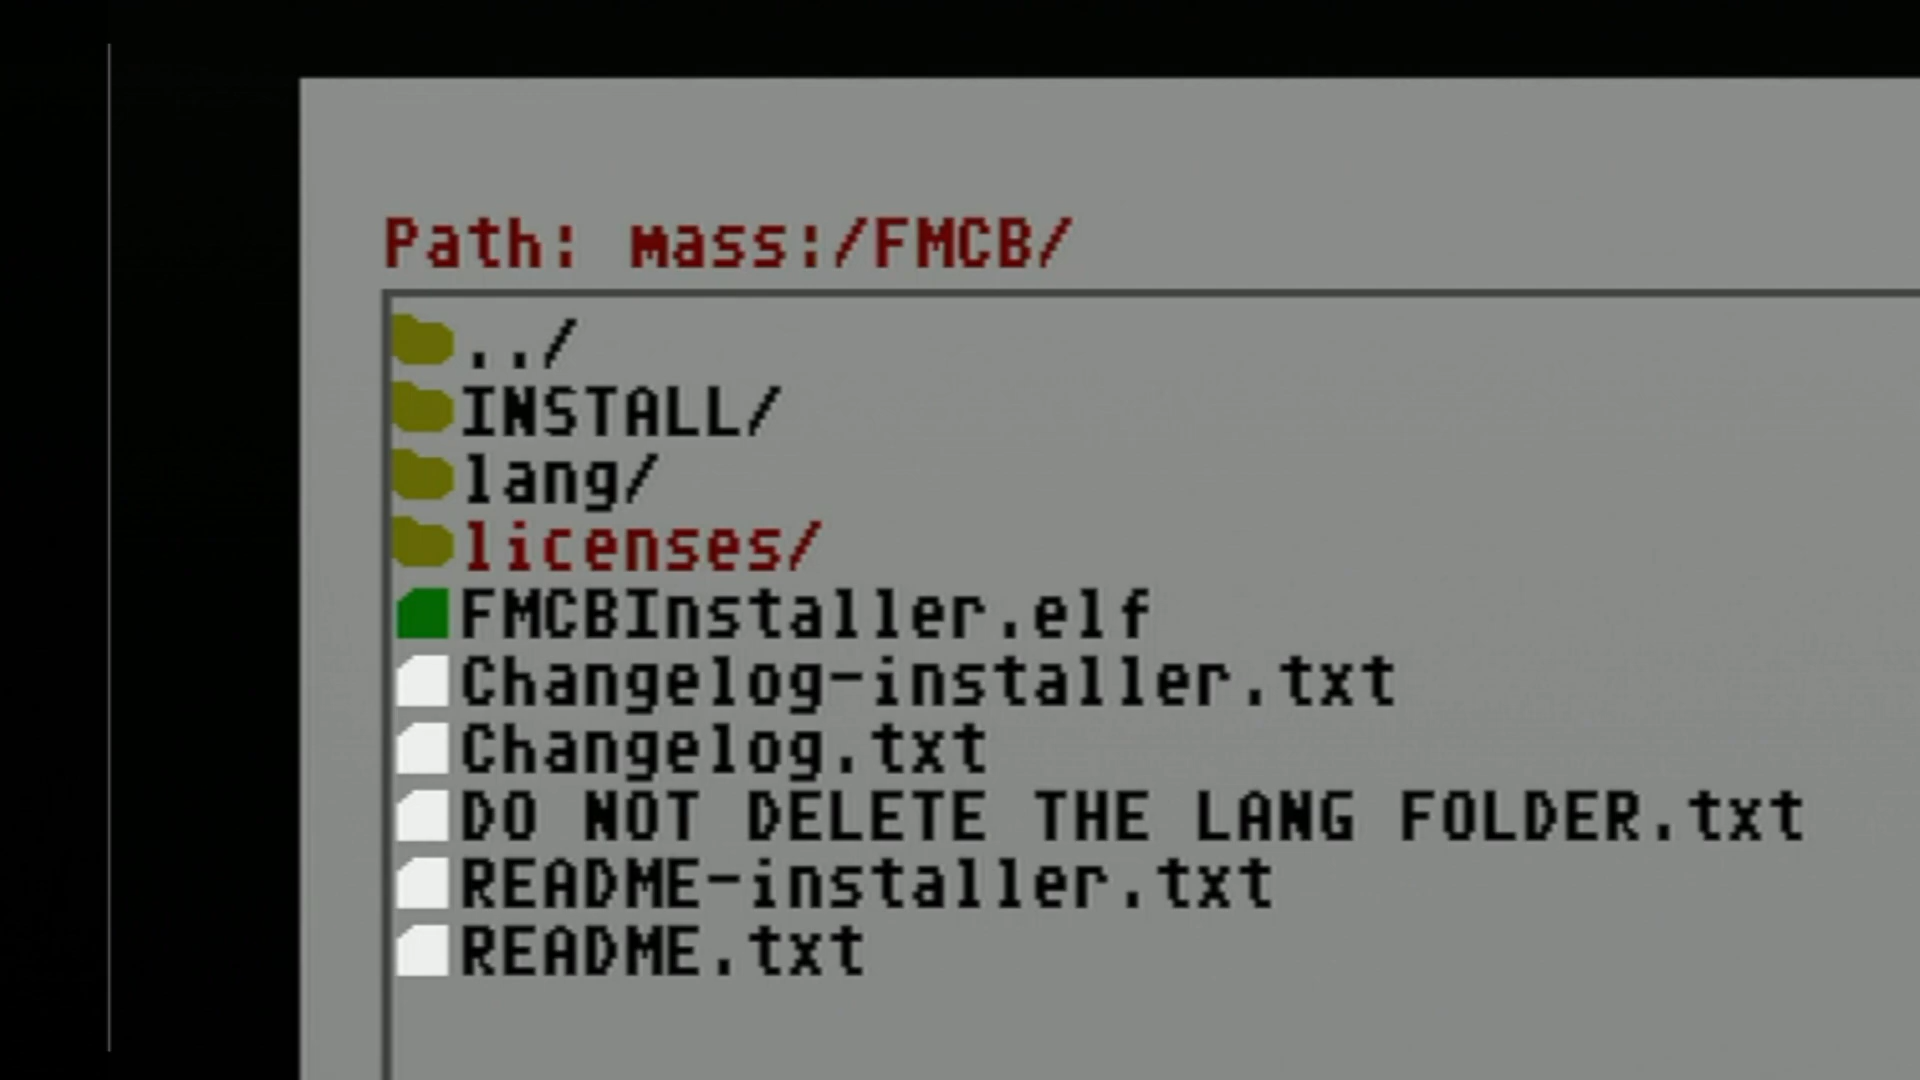 Path: mass:/FMCB/
../
INSTALL/
lang/
licenses/
FMCBInstaller.elf
Changelog-installer.txt
Changelog.txt
DO NOT DELETE THE LANG FOLDER.txt
README-installer.txt
README.txt